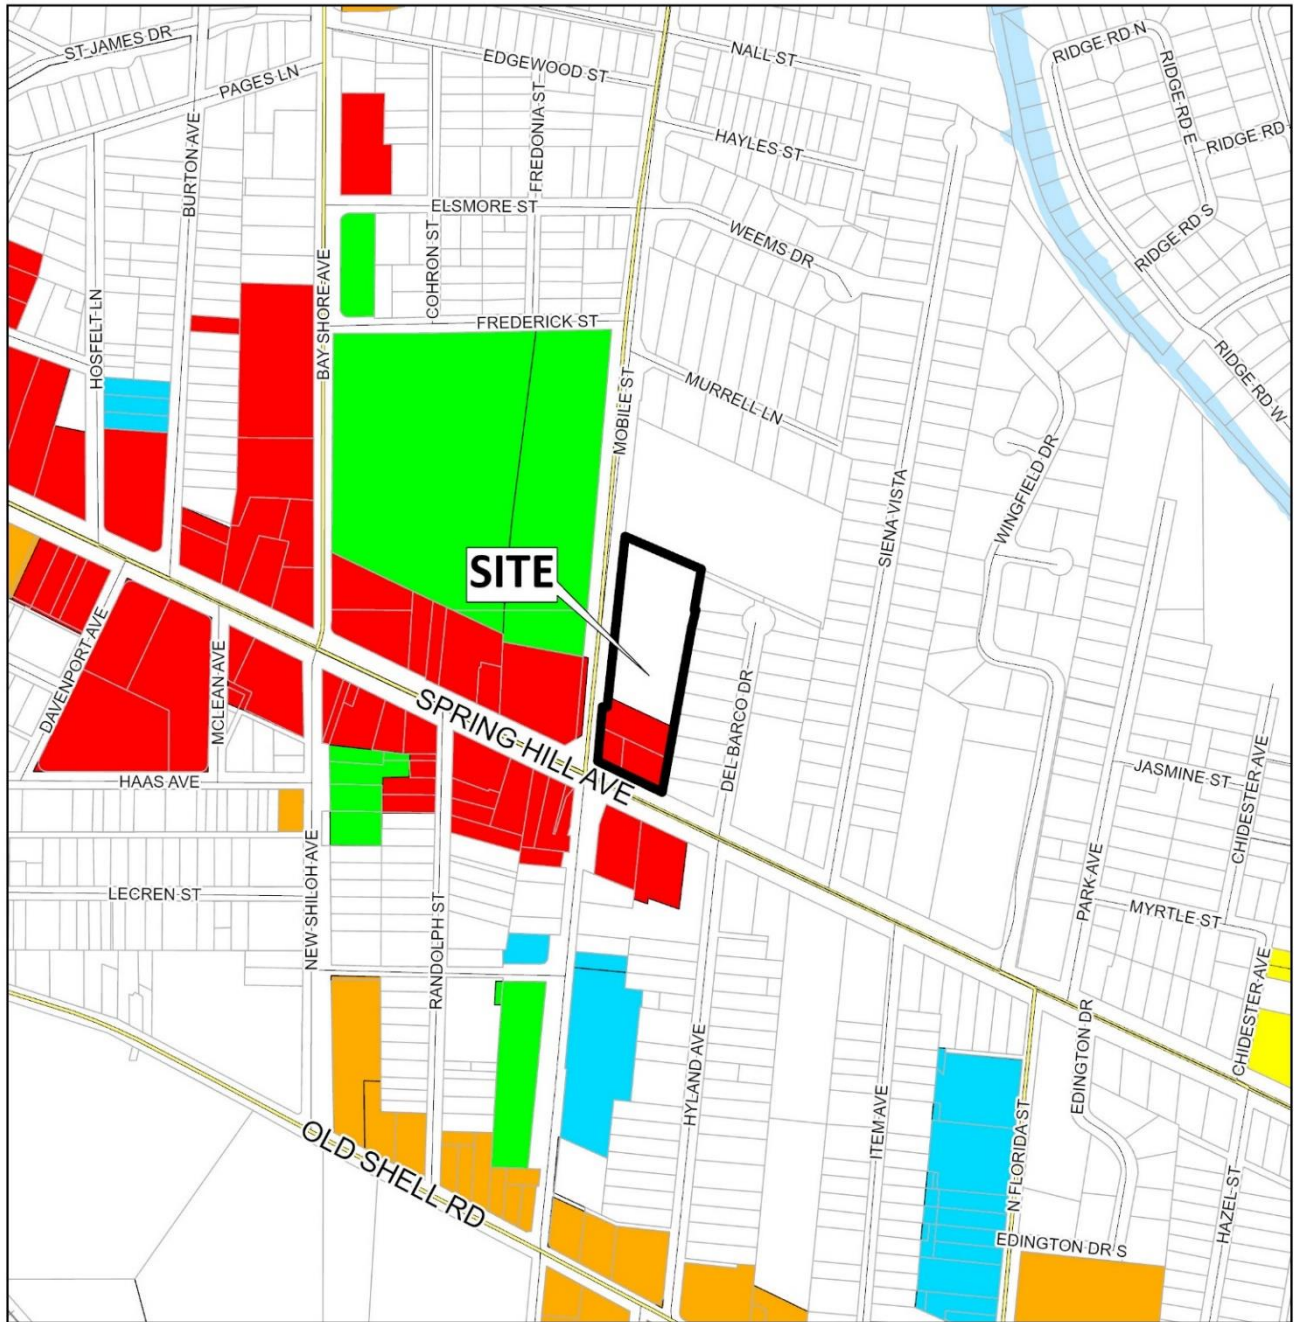 ST JAMES DR
PAGES LN
BURTON AVE
HOSFELT LN
BAY SHORE AVE
EDGEWOOD ST
FREDONIA ST
ELSMORE ST
COHRON ST
FREDERICK ST
NALL ST
HAYLES ST
WEEMS DR
MOBILE ST
MURRELL LN
SIENA VISTA
WINGFIELD DR
RIDGE RD N
RIDGE RD E
RIDGE RD
RIDGE RD S
RIDGE RD W
SITE
DAVENPORT AVE
MCLEAN AVE
SPRING HILL AVE
HAAS AVE
DEL BARCO DR
JASMINE ST
CHIDESTER AVE
PARK AVE
MYRTLE ST
LECREN ST
NEW SHILOH AVE
RANDOLPH ST
HYLAND AVE
ITEM AVE
N FLORIDA ST
EDINGTON DR
CHIDESTER AVE
OLD SHELL RD
EDINGTON DR S
HAZEL ST